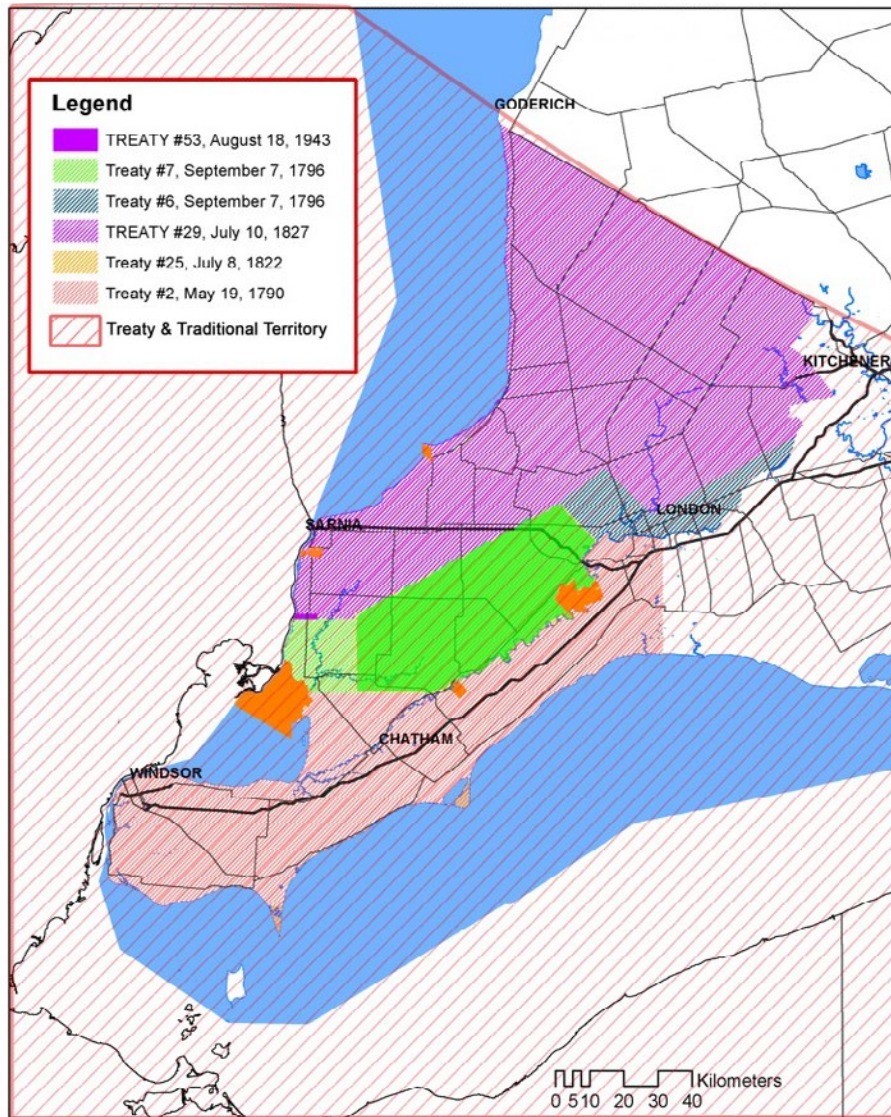 GODERICH
Legend
TREATY #53, August 18, 1943
Treaty #7, September 7, 1796
Treaty #6, September 7, 1796
TREATY #29, July 10, 1827
Treaty #25, July 8, 1822
Treaty #2, May 19, 1790
Treaty & Traditional Territory
KITCHENER
LONDON
SARNIA
CHATHAM
WINDSOR
Kilometers
0 5 10 20 30 40